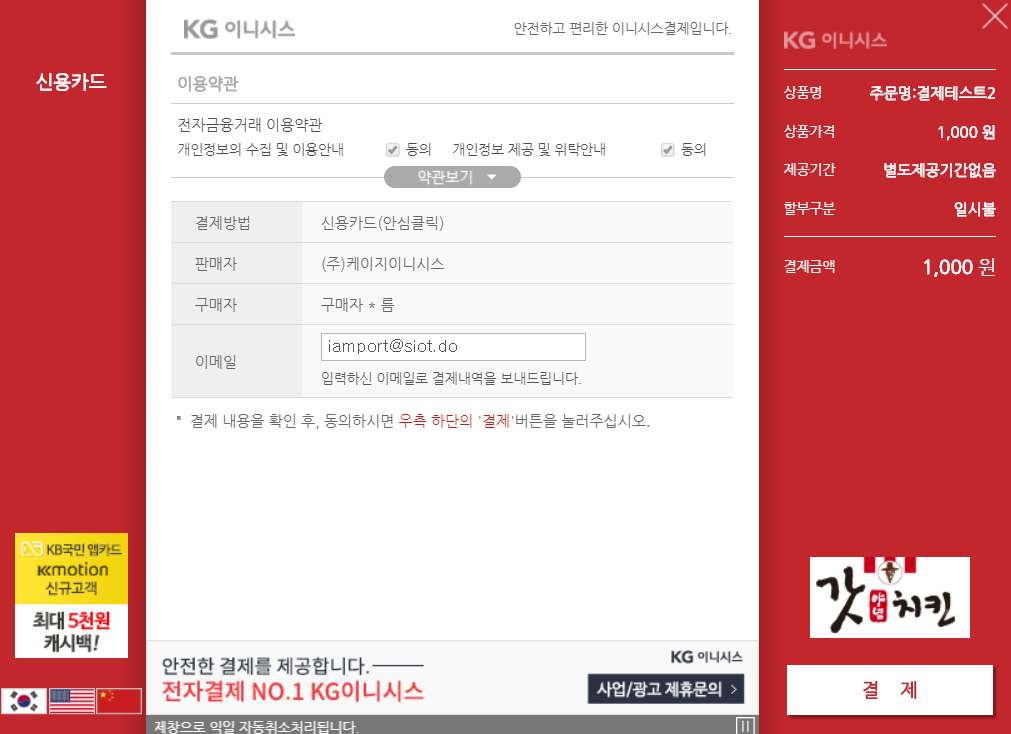 신용카드
KB국민 앱카드
KKmotion
신규고객
최대 5천원
캐시백!
KG 이니시스
안전하고 편리한 이니시스결제입니다.
이용약관
전자금융거래 이용약관
개인정보의 수집 및 이용안내 동의 개인정보 제공 및 위탁안내 동의
약관보기
결제방법 신용카드(안심클릭)
판매자 (주)케이지이니시스
구매자 구매자 * 름
이메일 iamport@siot.do
입력하신 이메일로 결제내역을 보내드립니다.
결제 내용을 확인 후, 동의하시면 우측 하단의 '결제'버튼을 눌러주십시오.
안전한 결제를 제공합니다.
전자결제 NO.1 KG이니시스
KG 이니시스
사업/광고 제휴문의 >
제창으로 익일 자동취소처리됩니다.
KG 이니시스
상품명 주문명:결제테스트2
상품가격 1,000 원
제공기간 별도제공기간없음
할부구분 일시불
결제금액 1,000 원
갓양념치킨
결 제